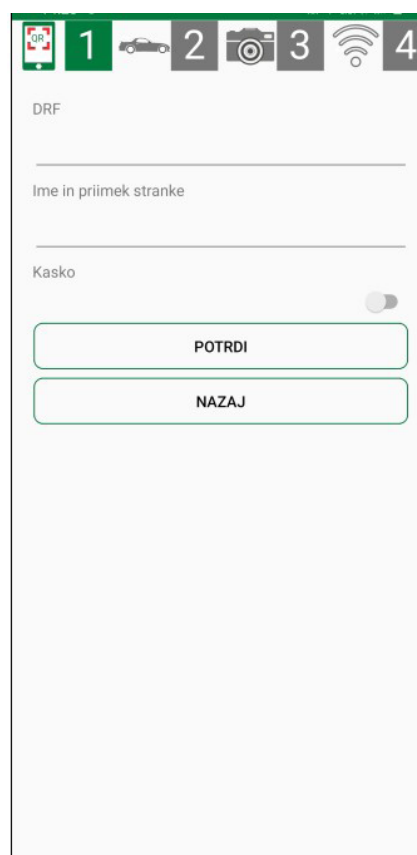 QR 1 2 3 4
DRF
Ime in priimek stranke
Kasko
POTRDI
NAZAJ